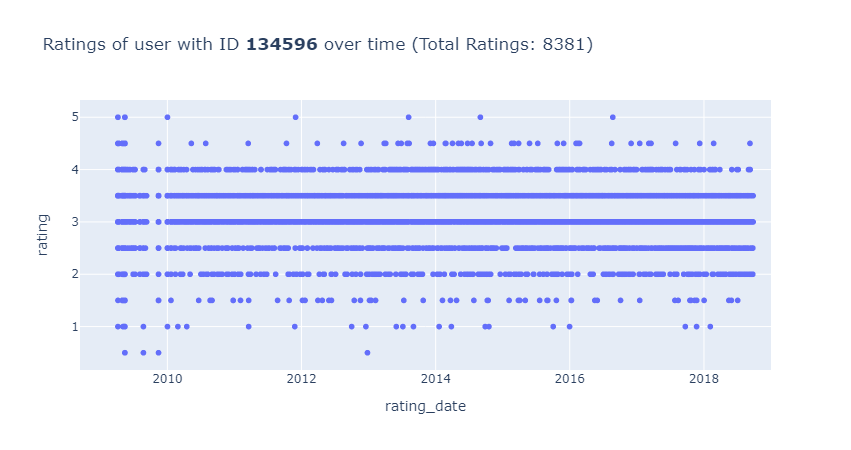 Ratings of user with ID 134596 over time (Total Ratings: 8381)
5
4
3
2
1
rating
2010 2012 2014 2016 2018
rating_date